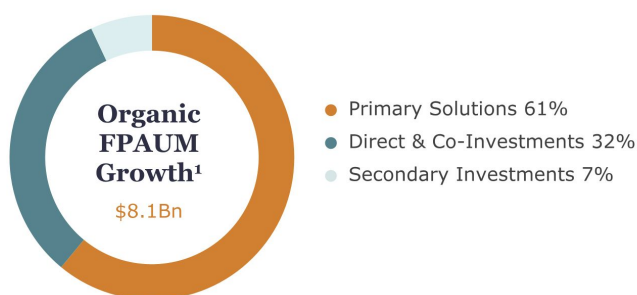 Organic
FPAUM
Growth¹
$8.1Bn
Primary Solutions 61%
Direct & Co-Investments 32%
Secondary Investments 7%